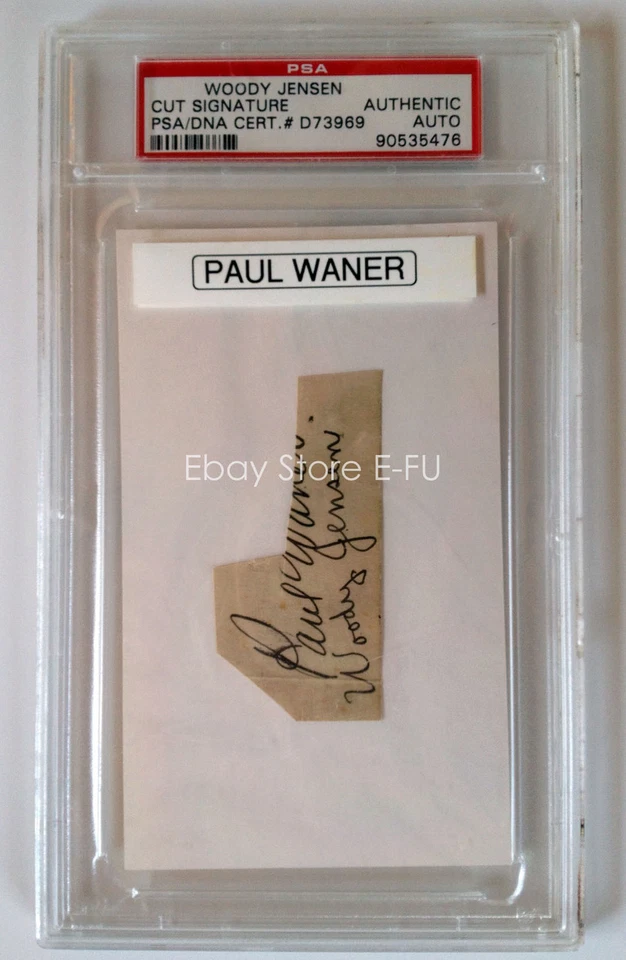 PSA
WOODY JENSEN
CUT SIGNATURE AUTHENTIC
PSA/DNA CERT.# D73969 AUTO
90535476
PAUL WANER
Ebay Store E-FU
Paul Waner.
Woody Jensen